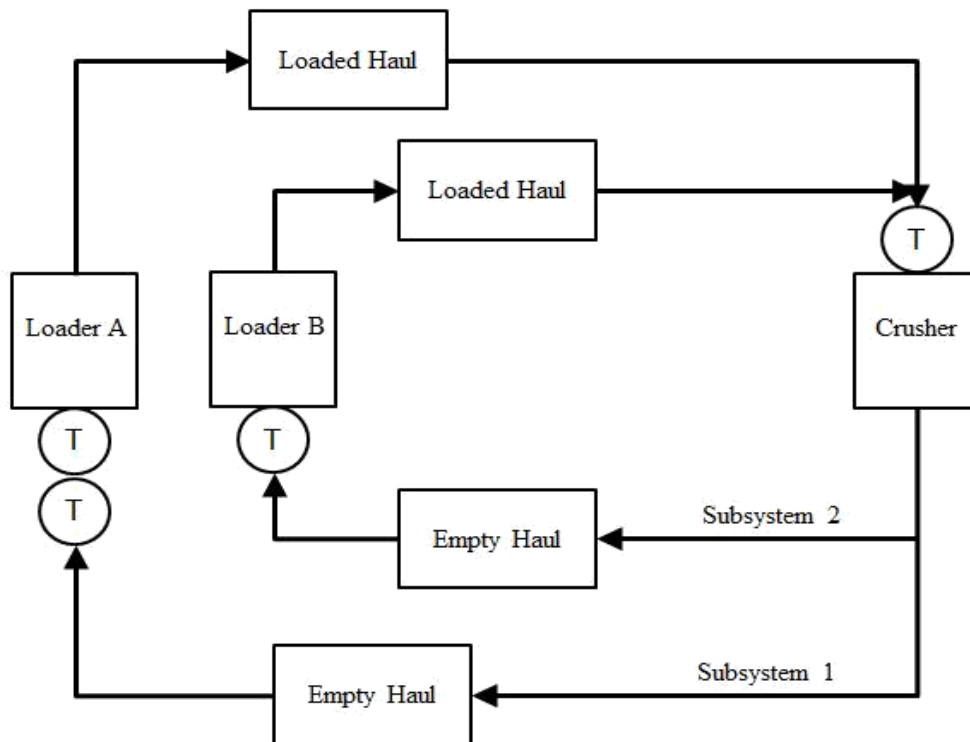 Loaded Haul
Loaded Haul
T
Loader A
Loader B
Crusher
T
T
T
Subsystem 2
Empty Haul
Subsystem 1
Empty Haul